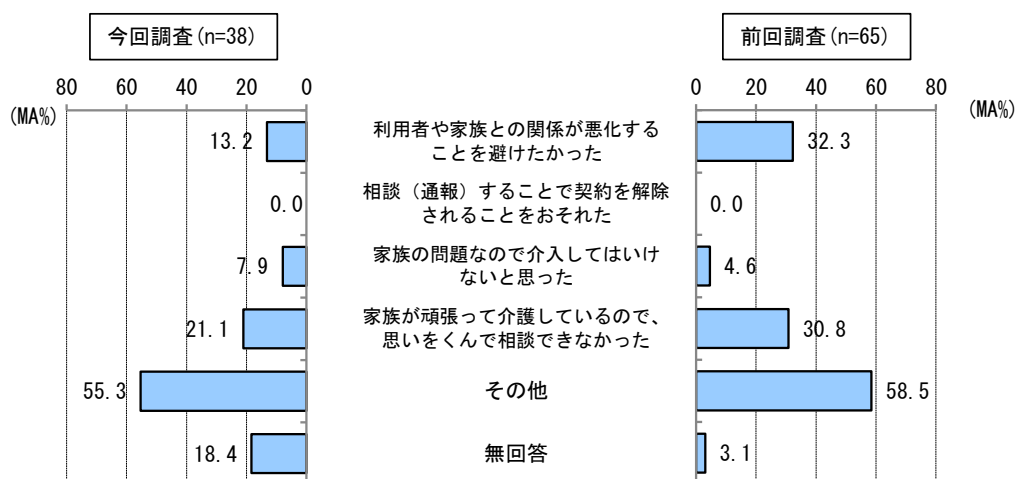 今回調査(n=38)
前回調査(n=65)
80 60 40 20 0
0 20 40 60 80
(MA%)
(MA%)
13.2
利用者や家族との関係が悪化する
ことを避けたかった
32.3
0.0
相談（通報）することで契約を解除
されることをおそれた
0.0
7.9
家族の問題なので介入してはいけ
ないと思った
4.6
21.1
家族が頑張って介護しているので、
思いをくんで相談できなかった
30.8
55.3
その他
58.5
18.4
無回答
3.1